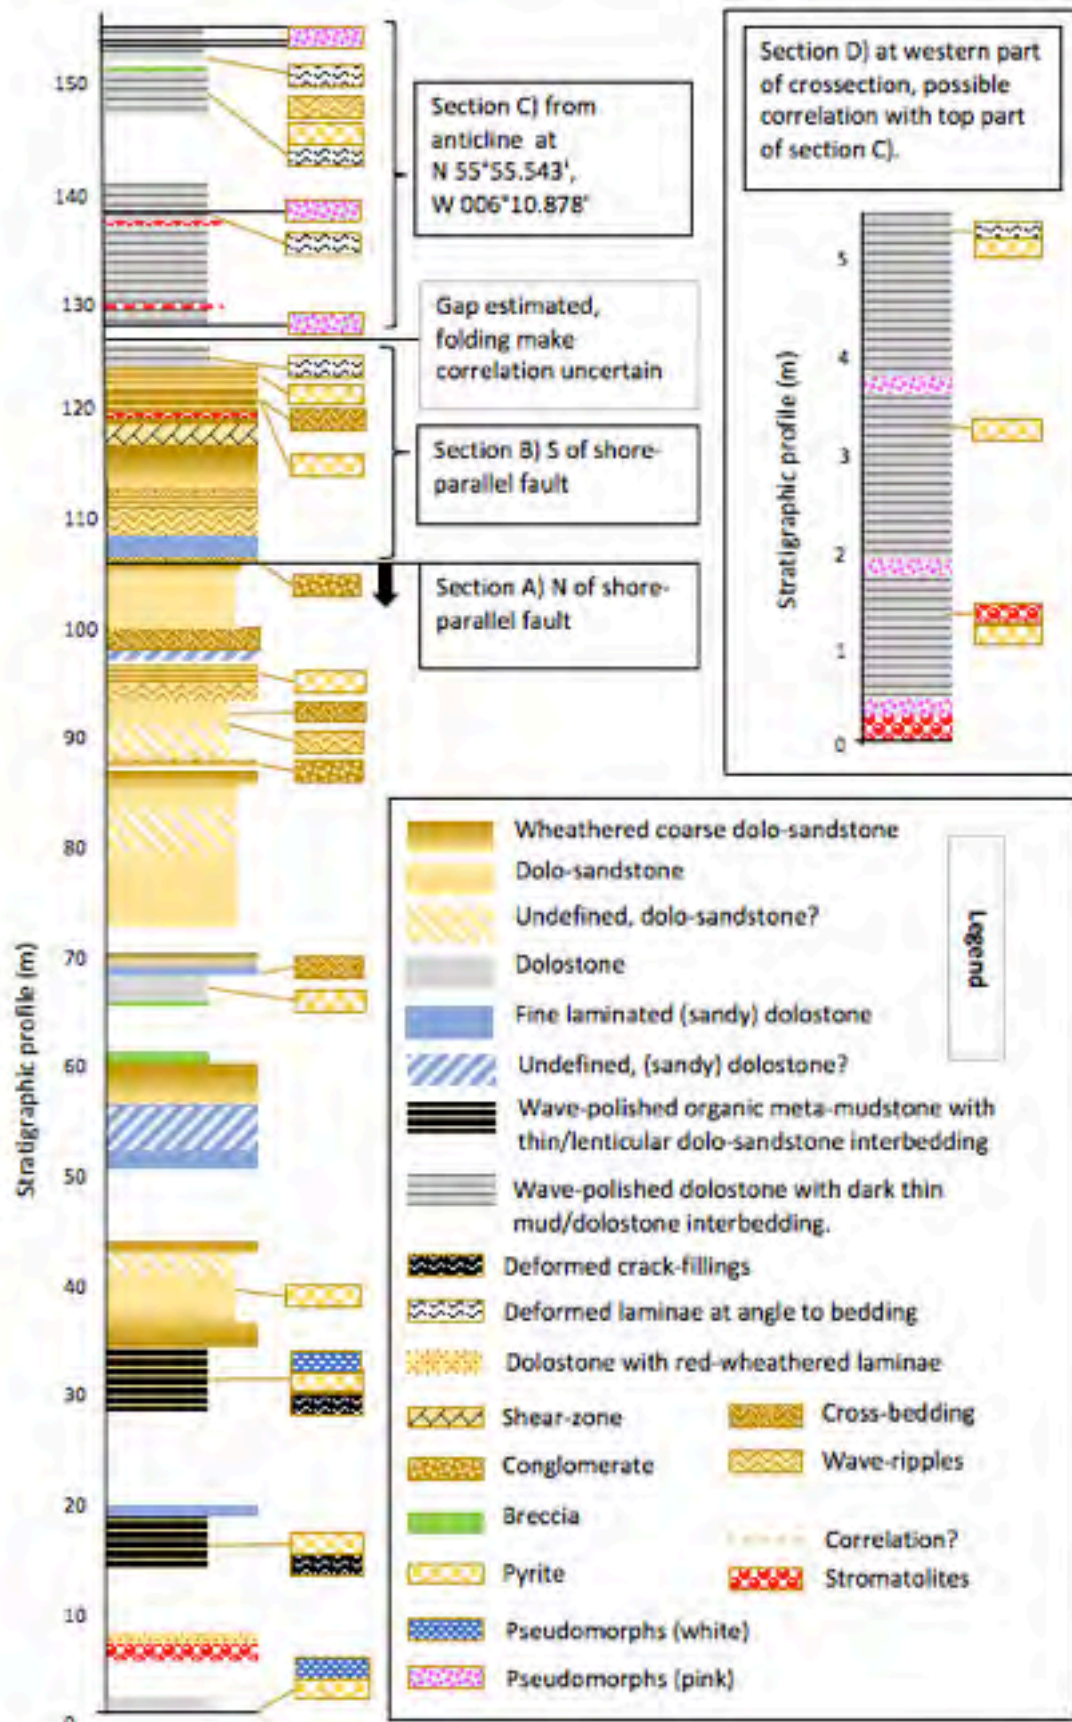 150
140
130
120
110
100
90
80
70
60
50
40
30
20
10
0
Stratigraphic profile (m)
Section C) from
anticline at
N 55°55.543',
W 006°10.878'
Gap estimated,
folding make
correlation uncertain
Section B) S of shore-
parallel fault
Section A) N of shore-
parallel fault
Section D) at western part
of crossection, possible
correlation with top part
of section C).
5
4
3
2
1
0
Stratigraphic profile (m)
Legend
Wheathered coarse dolo-sandstone
Dolo-sandstone
Undefined, dolo-sandstone?
Dolostone
Fine laminated (sandy) dolostone
Undefined, (sandy) dolostone?
Wave-polished organic meta-mudstone with
thin/lenticular dolo-sandstone interbedding
Wave-polished dolostone with dark thin
mud/dolostone interbedding.
Deformed crack-fillings
Deformed laminae at angle to bedding
Dolostone with red-wheathered laminae
Shear-zone
Cross-bedding
Conglomerate
Wave-ripples
Breccia
Correlation?
Pyrite
Stromatolites
Pseudomorphs (white)
Pseudomorphs (pink)